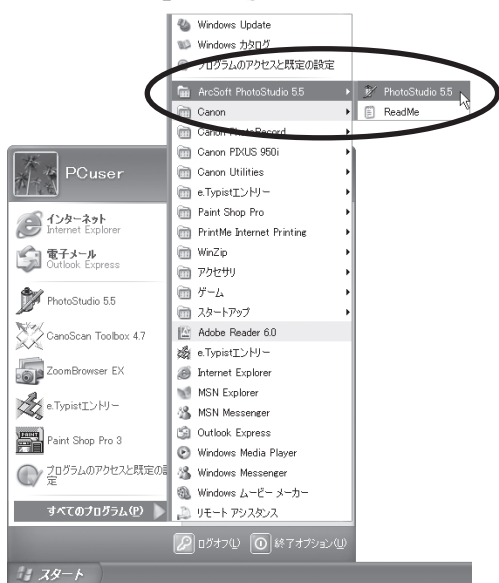 Windows Update
Windows カタログ
プログラムのアクセスと既定の設定
ArcSoft PhotoStudio 5.5
PhotoStudio 5.5
Canon
ReadMe
Canon PhotoRecord
Canon PIXUS 950i
Canon Utilities
e.Typistエントリー
Paint Shop Pro
PrintMe Internet Printing
WinZip
アクセサリ
ゲーム
スタートアップ
Adobe Reader 6.0
e.Typistエントリー
Internet Explorer
MSN Explorer
MSN Messenger
Outlook Express
Windows Media Player
Windows Messenger
Windows ムービー メーカー
リモート アシスタンス
PCuser
インターネット
Internet Explorer
電子メール
Outlook Express
PhotoStudio 5.5
CanoScan Toolbox 4.7
ZoomBrowser EX
e.Typistエントリー
Paint Shop Pro 3
プログラムのアクセスと既定の設
定
すべてのプログラム(P)
ログオフ(L)
終了オプション(U)
スタート